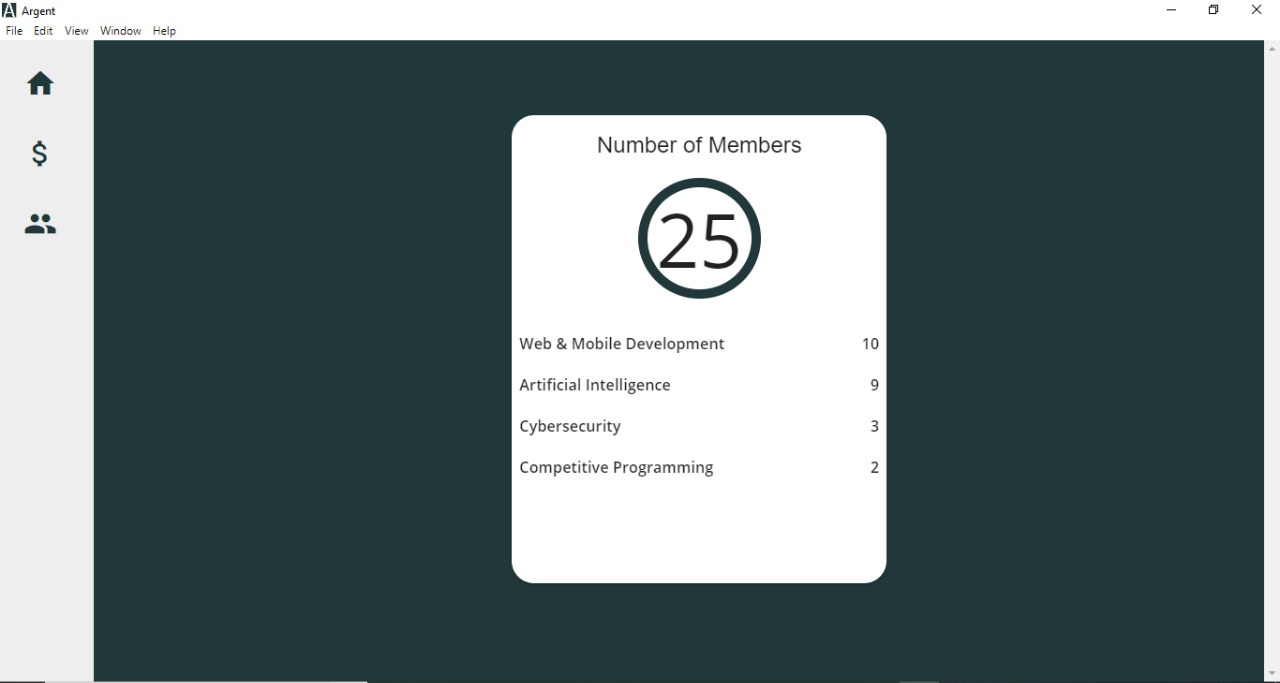 Argent
File Edit View Window Help
Number of Members
25
Web & Mobile Development 10
Artificial Intelligence 9
Cybersecurity 3
Competitive Programming 2